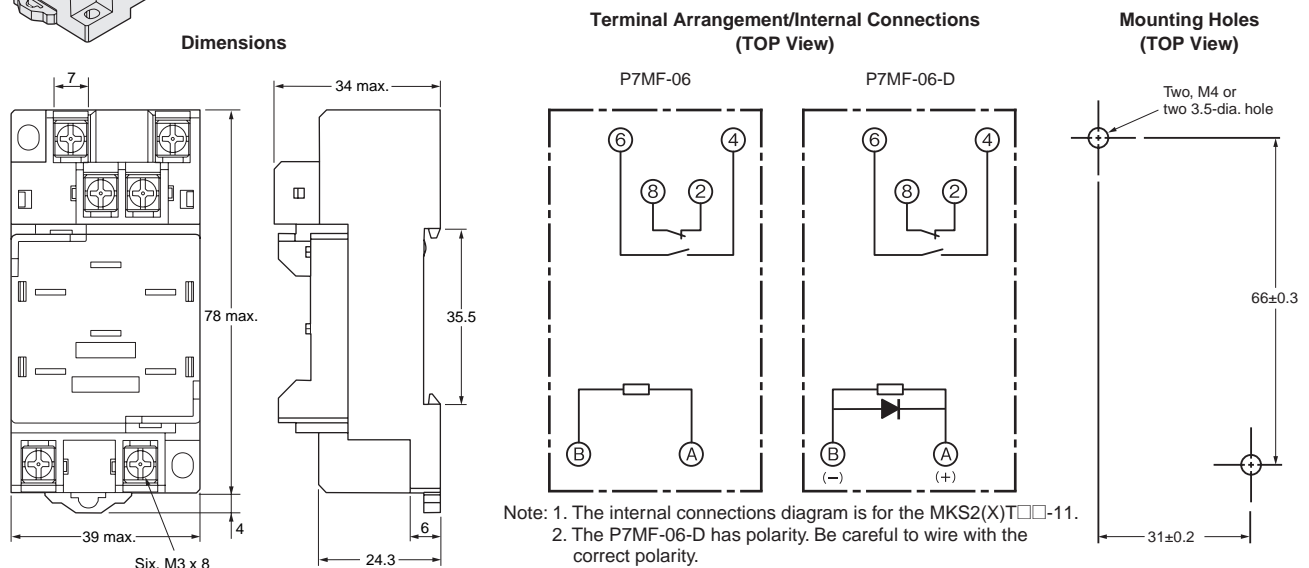 Dimensions
Terminal Arrangement/Internal Connections
(TOP View)
Mounting Holes
(TOP View)
7
34 max.
78 max.
35.5
4
39 max.
Six, M3 x 8
6
24.3
P7MF-06
6
4
8
2
B
A
P7MF-06-D
6
4
8
2
B
A
(−)
(+)
Note: 1. The internal connections diagram is for the MKS2(X)T□□-11.
2. The P7MF-06-D has polarity. Be careful to wire with the
correct polarity.
Two, M4 or
two 3.5-dia. hole
66±0.3
31±0.2